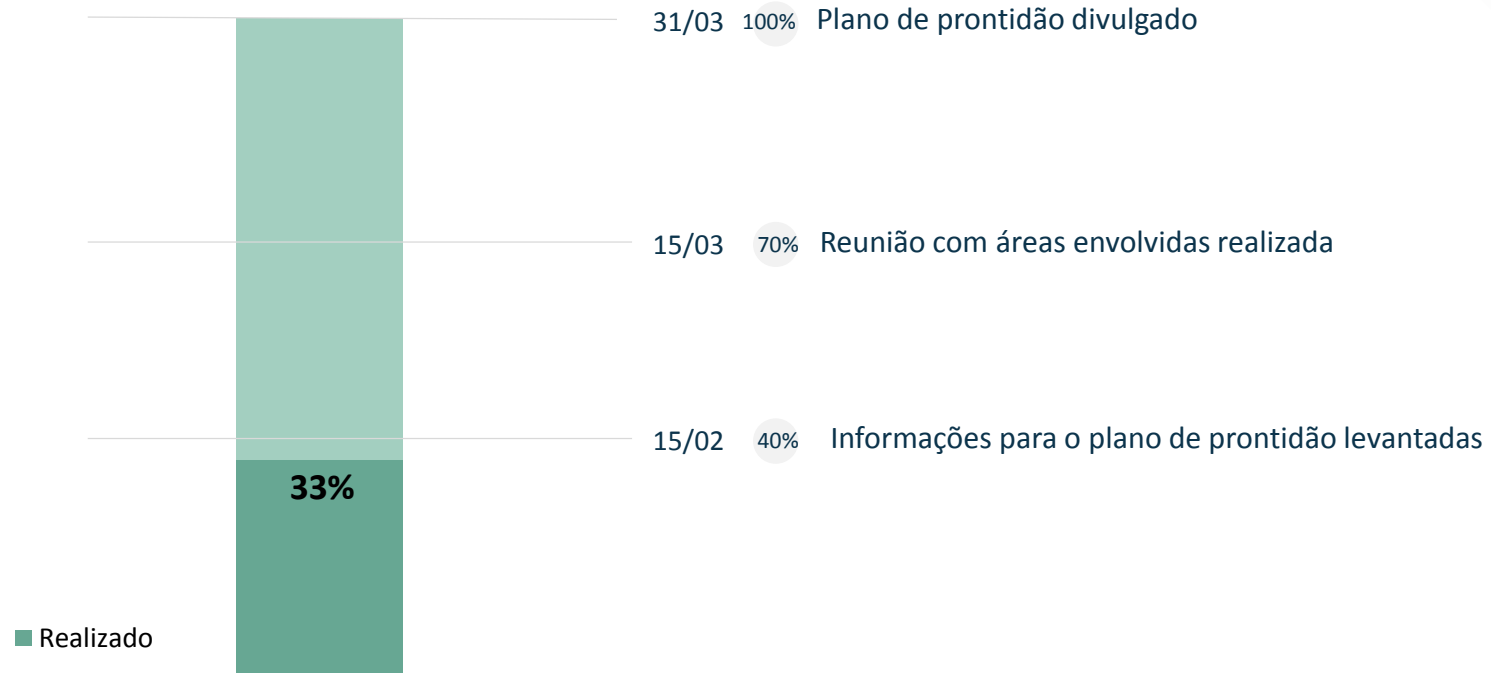 31/03 100% Plano de prontidão divulgado
15/03 70% Reunião com áreas envolvidas realizada
15/02 40% Informações para o plano de prontidão levantadas
33%
Realizado